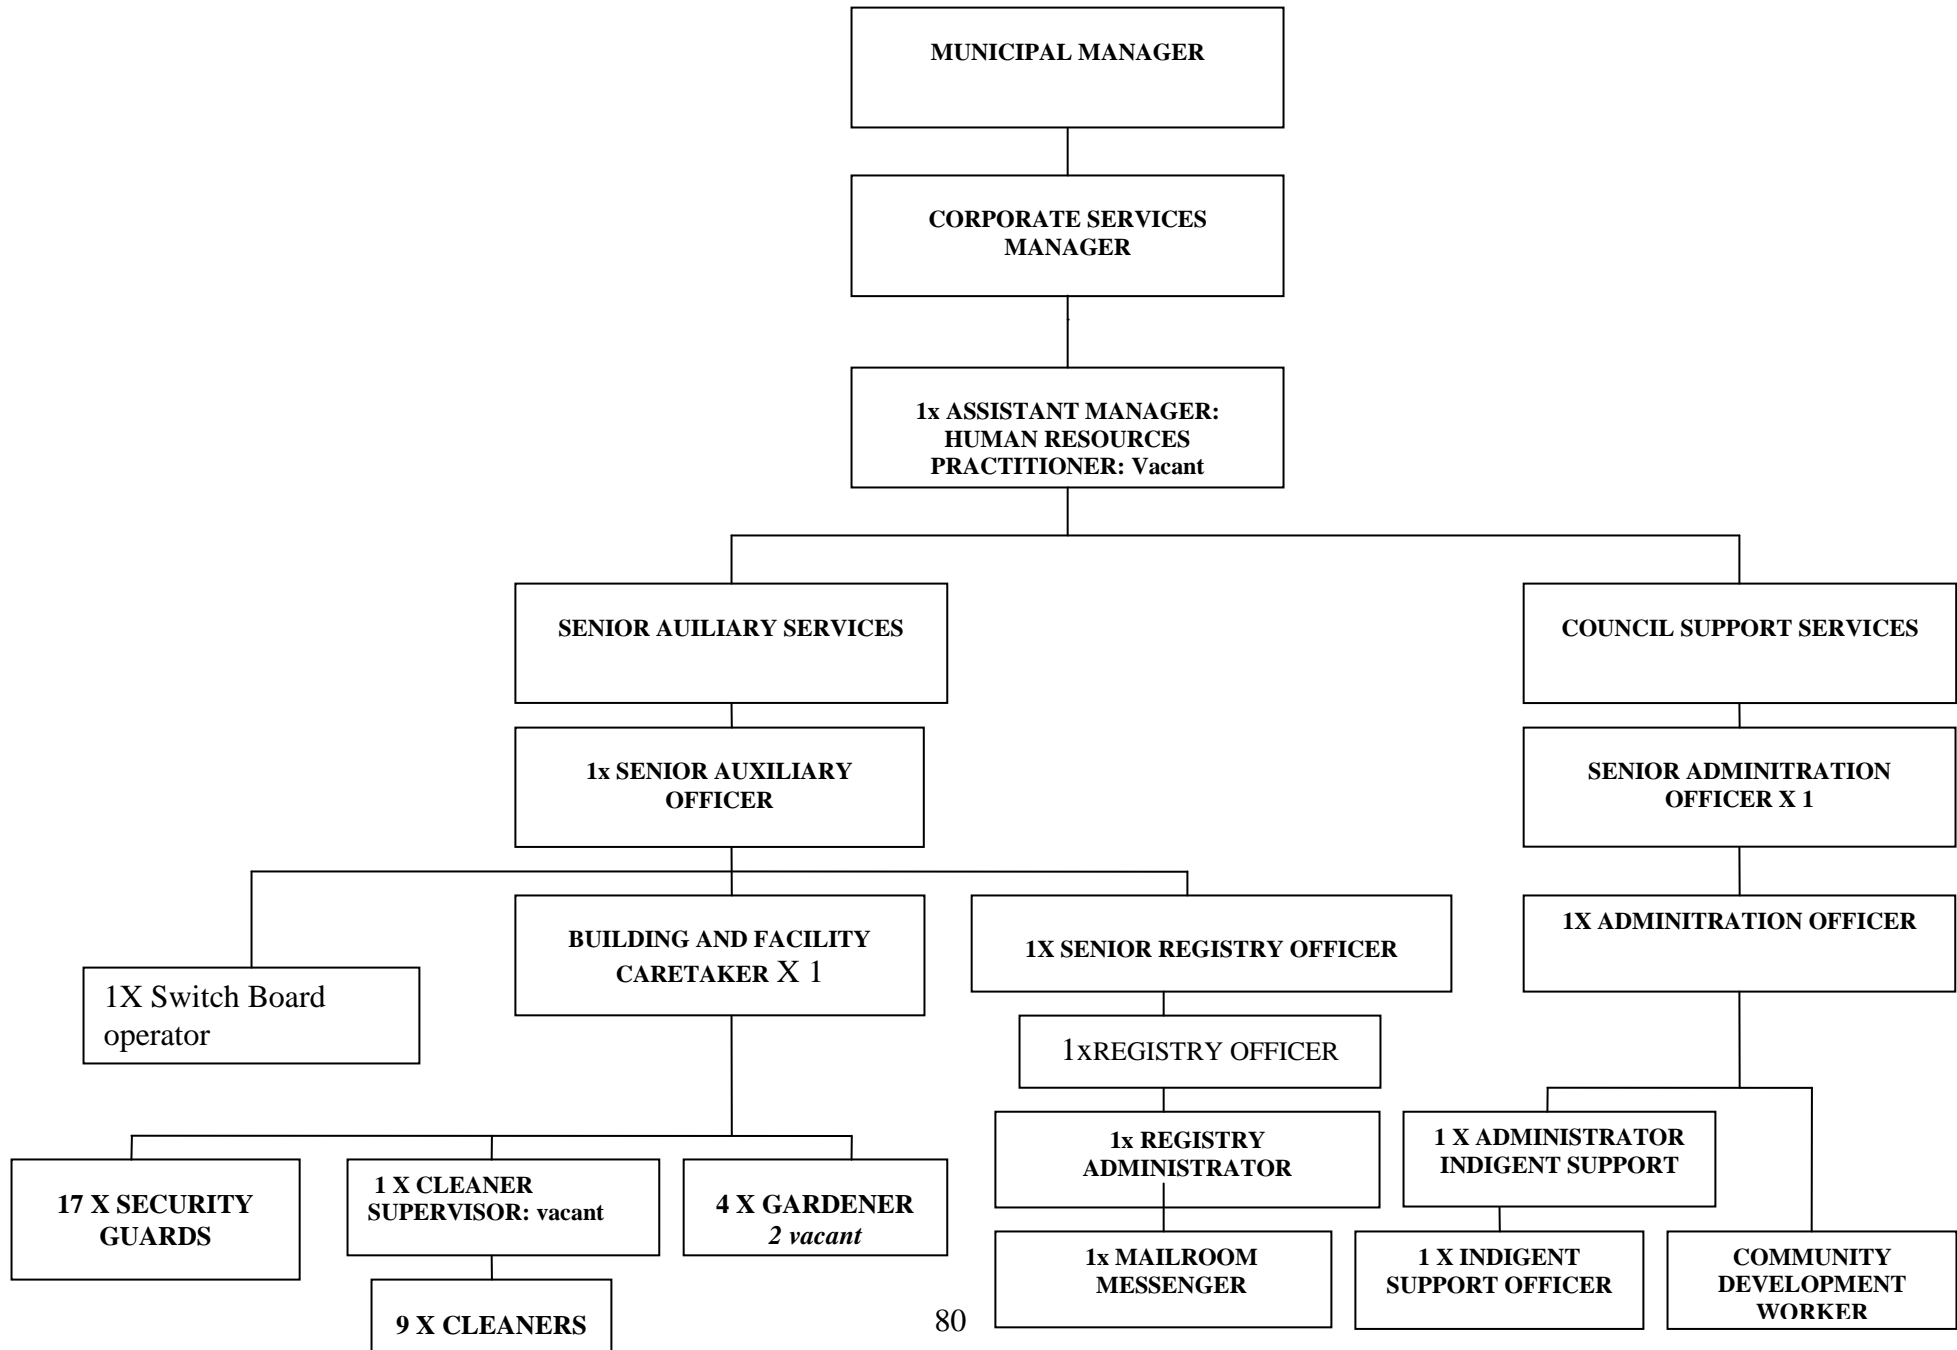 MUNICIPAL MANAGER
CORPORATE SERVICES
MANAGER
1x ASSISTANT MANAGER:
HUMAN RESOURCES
PRACTITIONER: Vacant
SENIOR AUILIARY SERVICES
COUNCIL SUPPORT SERVICES
1x SENIOR AUXILIARY
OFFICER
SENIOR ADMINITRATION
OFFICER X 1
1X Switch Board
operator
BUILDING AND FACILITY
CARETAKER X 1
1X SENIOR REGISTRY OFFICER
1X ADMINITRATION OFFICER
1xREGISTRY OFFICER
1x REGISTRY
ADMINISTRATOR
1 X ADMINISTRATOR
INDIGENT SUPPORT
17 X SECURITY
GUARDS
1 X CLEANER
SUPERVISOR: vacant
4 X GARDENER
2 vacant
1x MAILROOM
MESSENGER
1 X INDIGENT
SUPPORT OFFICER
COMMUNITY
DEVELOPMENT
WORKER
9 X CLEANERS
80